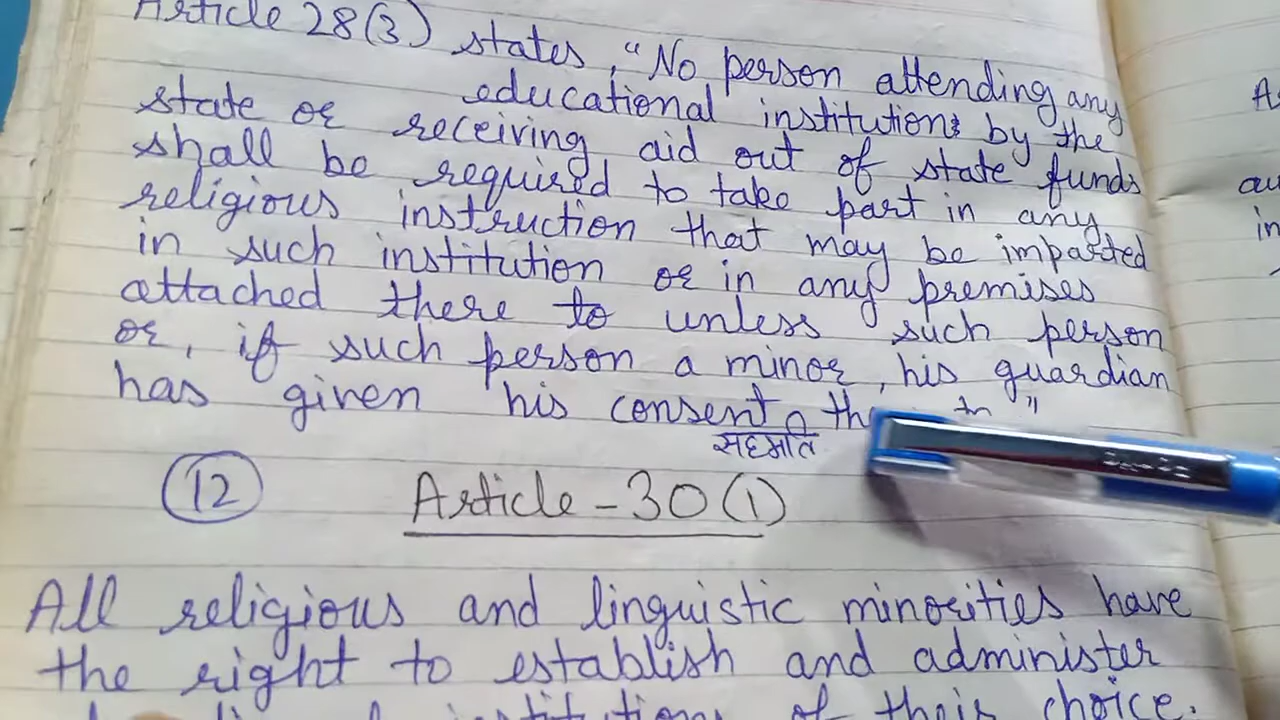 Article 28(3) states, "No person attending any
educational institutions by the
state or receiving aid out of state funds
shall be required to take part in any
religious instruction that may be imparted
in such institution or in any premises
attached there to unless such person
or, if such person a minor, his guardian
has given his consent
सहमति
12 Article - 30(1)
All religious and linguistic minorities have
the right to establish and administer
institutions of their choice.